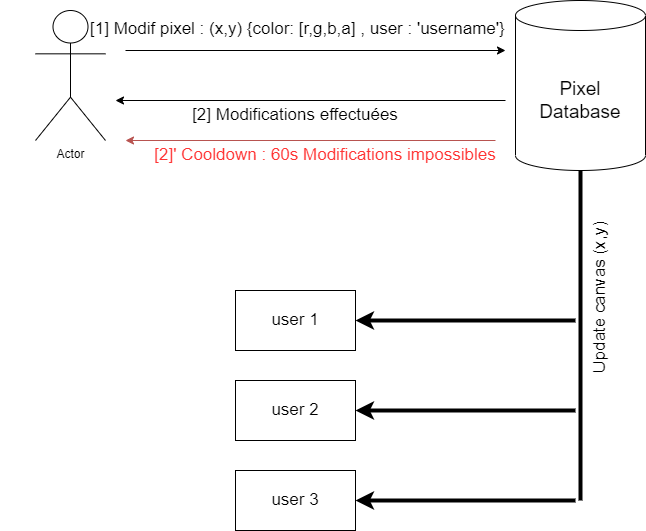 [1] Modif pixel : (x,y) {color: [r,g,b,a] , user : 'username'}
Pixel
Database
[2] Modifications effectuées
[2]' Cooldown : 60s Modifications impossibles
Actor
Update canvas (x,y)
user 1
user 2
user 3